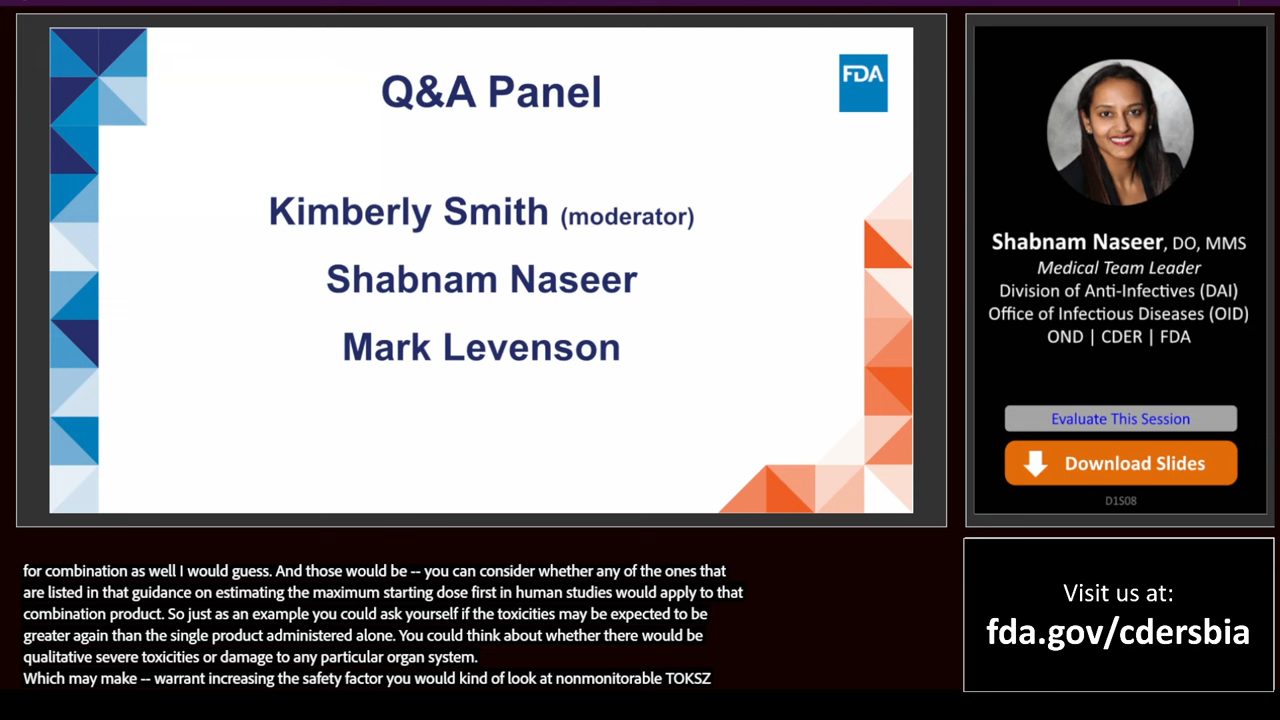 Q&A Panel
FDA
Kimberly Smith (moderator)
Shabnam Naseer
Mark Levenson
Shabnam Naseer, DO, MMS
Medical Team Leader
Division of Anti-Infectives (DAI)
Office of Infectious Diseases (OID)
OND | CDER | FDA
Evaluate This Session
Download Slides
D1S08
for combination as well I would guess. And those would be -- you can consider whether any of the ones that
are listed in that guidance on estimating the maximum starting dose first in human studies would apply to that
combination product. So just as an example you could ask yourself if the toxicities may be expected to be
greater again than the single product administered alone. You could think about whether there would be
qualitative severe toxicities or damage to any particular organ system.
Which may make -- warrant increasing the safety factor you would kind of look at nonmonitorable TOKSZ
Visit us at:
fda.gov/cdersbia